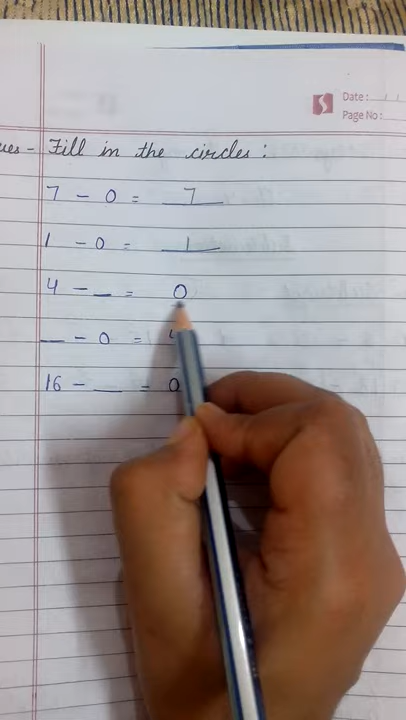 Date :
Page No :
Fill in the circles :
7 - 0 = 7
1 - 0 = 1
4 - __ = 0
__ - 0 =
16 - __ = 0